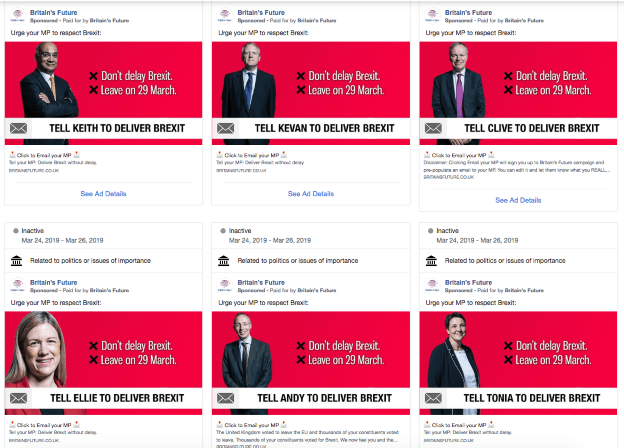 Britain's Future
Sponsored - Paid for by Britain's Future
Urge your MP to respect Brexit:
✕ Don't delay Brexit.
✕ Leave on 29 March.
TELL KEITH TO DELIVER BREXIT
Click to Email your MP
Tell your MP: Deliver Brexit without delay.
BRITAINSFUTURE.CO.UK
See Ad Details
Britain's Future
Sponsored - Paid for by Britain's Future
Urge your MP to respect Brexit:
✕ Don't delay Brexit.
✕ Leave on 29 March.
TELL KEVAN TO DELIVER BREXIT
Click to Email your MP
Tell your MP: Deliver Brexit without delay
BRITAINSFUTURE.CO.UK
See Ad Details
Britain's Future
Sponsored - Paid for by Britain's Future
Urge your MP to respect Brexit:
✕ Don't delay Brexit.
✕ Leave on 29 March.
TELL CLIVE TO DELIVER BREXIT
Click to Email your MP
Disclaimer: Clicking Email your MP will sign you up to Britain's Future campaign and
pre-populate an email to your MP. You can edit it and let them know what you REALL...
BRITAINSFUTURE.CO.UK
See Ad Details
Inactive
Mar 24, 2019 - Mar 26, 2019
Related to politics or issues of importance
Britain's Future
Sponsored - Paid for by Britain's Future
Urge your MP to respect Brexit:
✕ Don't delay Brexit.
✕ Leave on 29 March.
TELL ELLIE TO DELIVER BREXIT
Click to Email your MP
Tell your MP: Deliver Brexit without delay.
BRITAINSFUTURE.CO.UK
Inactive
Mar 24, 2019 - Mar 26, 2019
Related to politics or issues of importance
Britain's Future
Sponsored - Paid for by Britain's Future
Urge your MP to respect Brexit:
✕ Don't delay Brexit.
✕ Leave on 29 March.
TELL ANDY TO DELIVER BREXIT
Click to Email your MP
The United Kingdom voted to leave the EU and thousands of your constituents voted
to leave. Thousands of your constituents voted for Brexit. We now hear you and the...
BRITAINSFUTURE.CO.UK
Inactive
Mar 24, 2019 - Mar 26, 2019
Related to politics or issues of importance
Britain's Future
Sponsored - Paid for by Britain's Future
Urge your MP to respect Brexit:
✕ Don't delay Brexit.
✕ Leave on 29 March.
TELL TONIA TO DELIVER BREXIT
Click to Email your MP
Tell your MP: Deliver Brexit without delay.
BRITAINSFUTURE.CO.UK